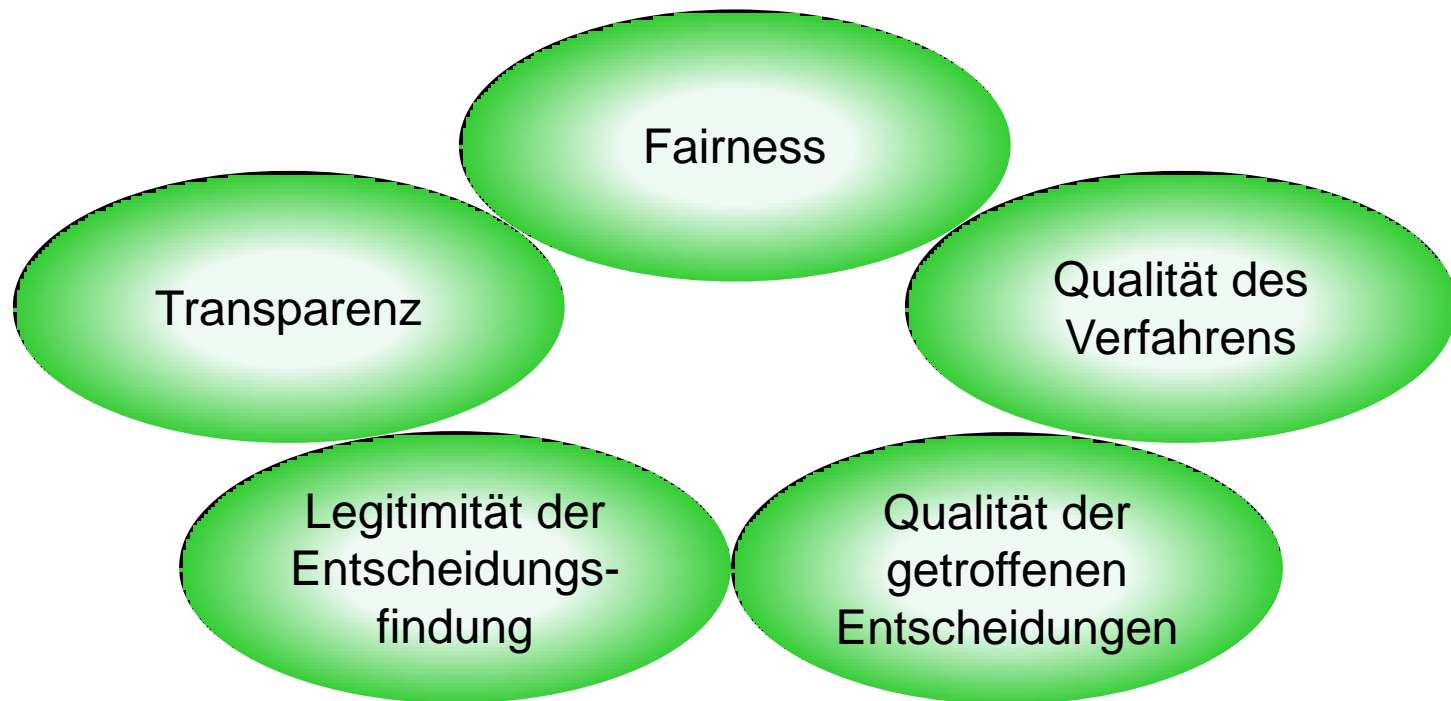 Fairness
Transparenz
Qualität des
Verfahrens
Legitimität der
Entscheidungs-
findung
Qualität der
getroffenen
Entscheidungen